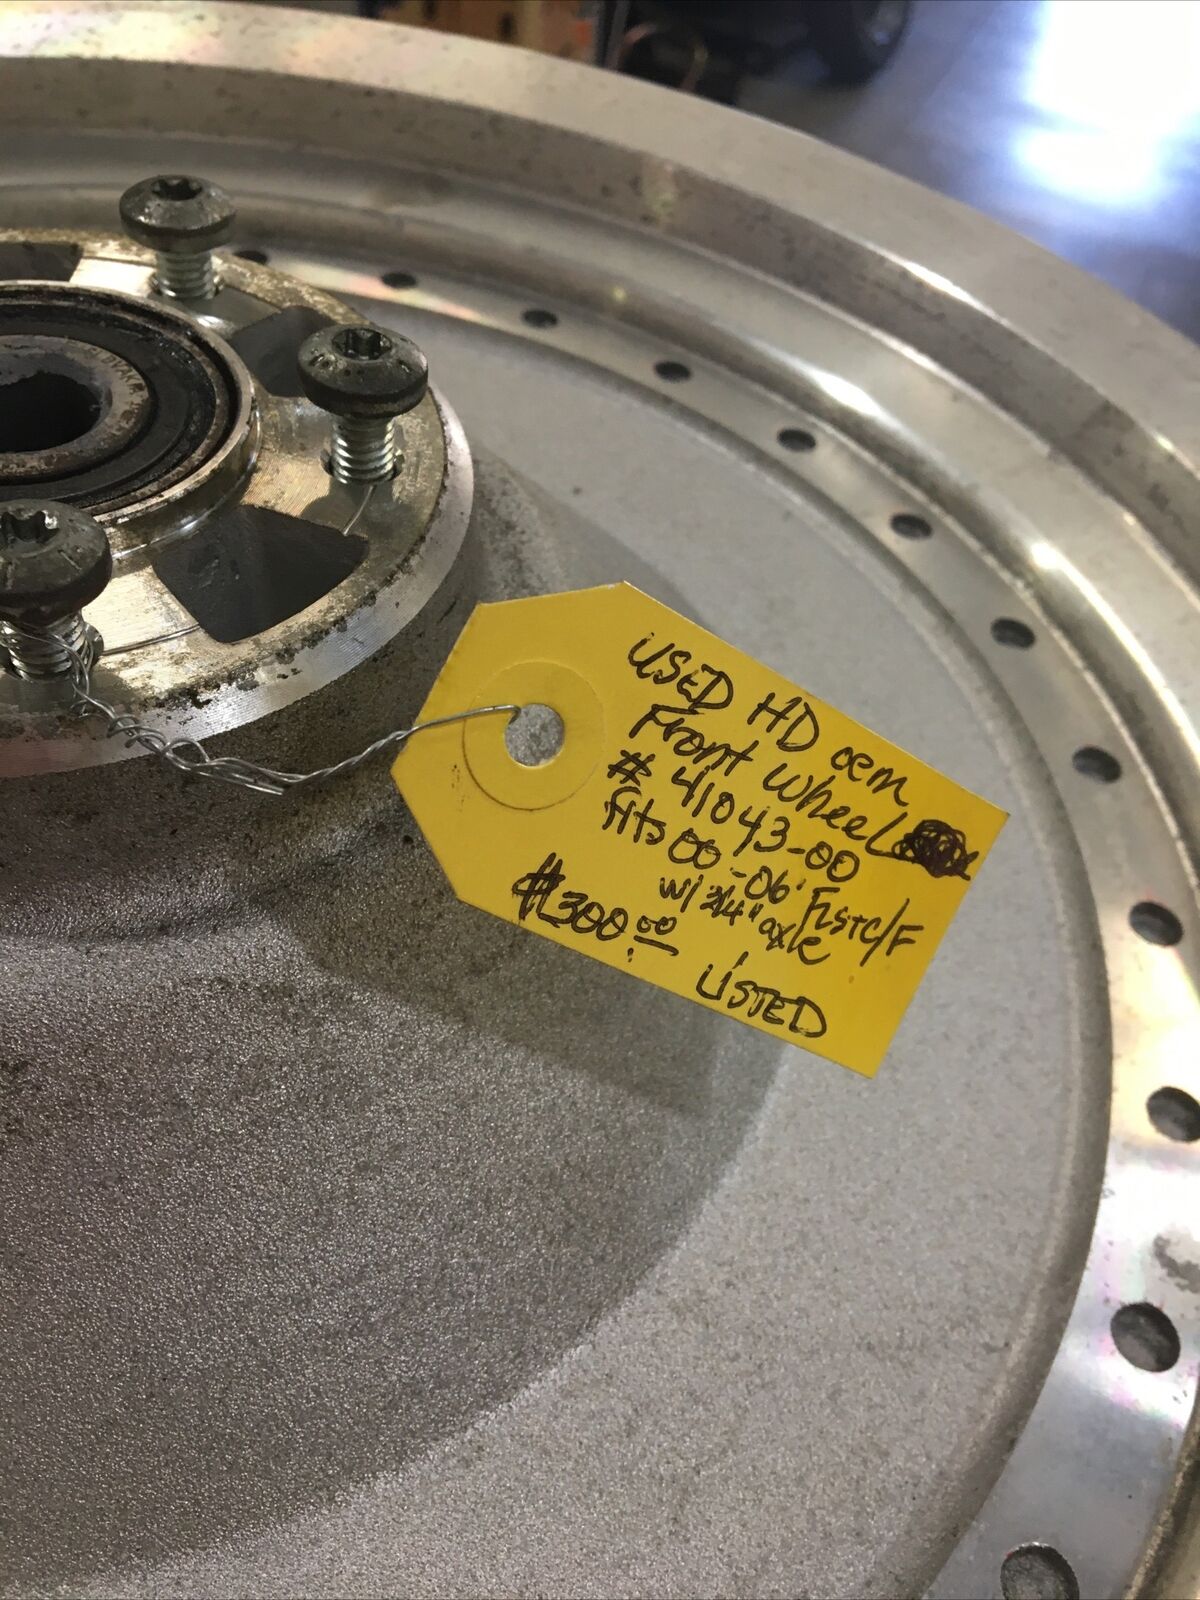 USED HD oem
Front wheel
# 41043-00
fits 00-06' FLSTC/F
w/ 3/4" axle
$300.00
LISTED